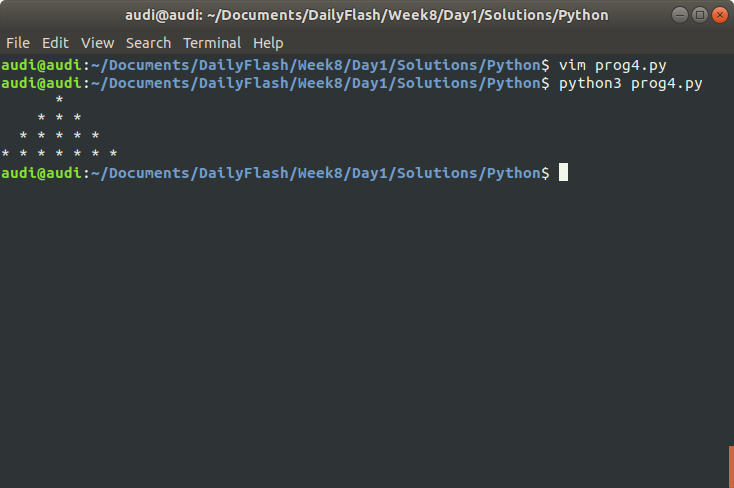 audi@audi: ~/Documents/DailyFlash/Week8/Day1/Solutions/Python
File Edit View Search Terminal Help
audi@audi:~/Documents/DailyFlash/Week8/Day1/Solutions/Python$ vim prog4.py
audi@audi:~/Documents/DailyFlash/Week8/Day1/Solutions/Python$ python3 prog4.py
      *
    * * *
  * * * * *
* * * * * * *
audi@audi:~/Documents/DailyFlash/Week8/Day1/Solutions/Python$